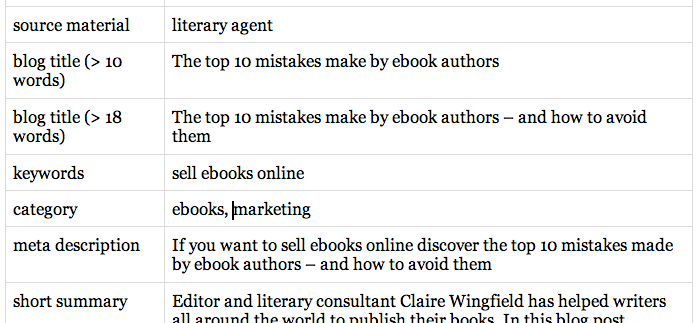 source material literary agent
blog title (> 10 The top 10 mistakes make by ebook authors
words)
blog title (> 18 The top 10 mistakes make by ebook authors – and how to avoid
words) them
keywords sell ebooks online
category ebooks, marketing
meta description If you want to sell ebooks online discover the top 10 mistakes made
by ebook authors – and how to avoid them
short summary Editor and literary consultant Claire Wingfield has helped writers
all around the world to publish their books. In this blog post